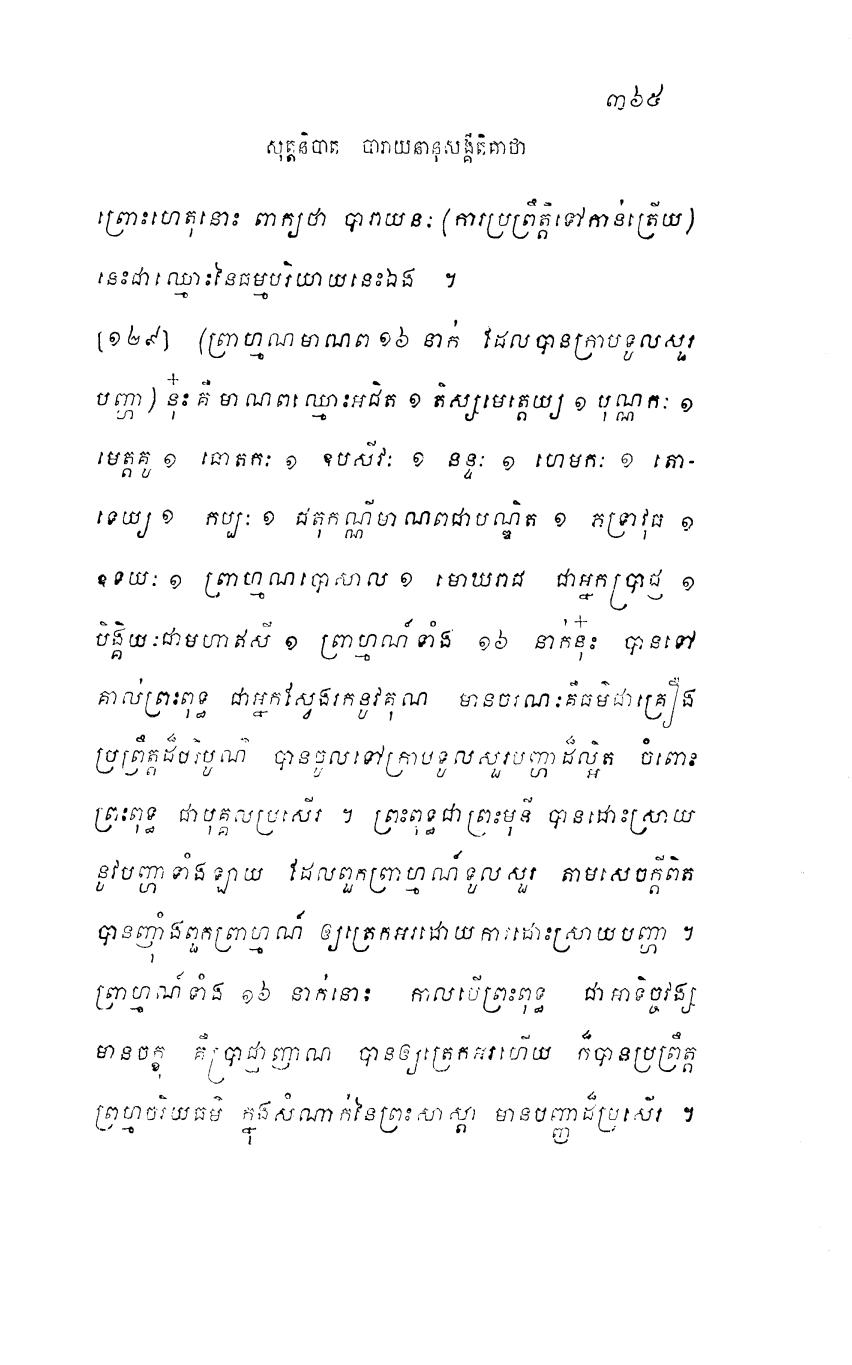 ៣៦៥
សុត្តនិបាត បារាយនានុសង្គីតិគាថា
ព្រោះហេតុនោះ ពាក្យថា បារាយនៈ (ការប្រព្រឹត្តិទៅកាន់ត្រើយ)
នេះជាឈ្មោះនៃធម្មបរិយាយនេះឯង ។
[១២៩] (ព្រាហ្មណមាណព ១៦ នាក់ ដែលបានក្រាបទូលសួរ
បញ្ហា) នុ៎ះ គឺ មាណពឈ្មោះអជិត ១ តិស្សមេត្តេយ្យ ១ បុណ្ណកៈ ១
មេត្តគូ ១ ធោតកៈ ១ ឧបសីវៈ ១ នន្ទៈ ១ ហេមកៈ ១ តោ-
ទេយ្យ ១ កប្បៈ ១ ជតុកណ្ណីមាណពជាបណ្ឌិត ១ ភទ្រាវុធ ១
ឧទយៈ ១ ព្រាហ្មណបោសាល ១ មោឃរាជ ជាអ្នកប្រាជ្ញ ១
បិង្គិយៈជាមហាឥសី ១ ព្រាហ្មណ៍ទាំង ១៦ នាក់នុ៎ះ បានទៅ
គាល់ព្រះពុទ្ធ ជាអ្នកស្វែងរកនូវគុណ មានចរណៈគឺធម៌ជាគ្រឿង
ប្រព្រឹត្តដ៏បរិបូណ៌ បានចូលទៅក្រាបទូលសួរបញ្ហាដ៏ល្អិត ចំពោះ
ព្រះពុទ្ធ ជាបុគ្គលប្រសើរ ។ ព្រះពុទ្ធជាព្រះមុនី បានដោះស្រាយ
នូវបញ្ហាទាំងឡាយ ដែលពួកព្រាហ្មណ៍ទូលសួរ តាមសេចក្តីពិត
បានញុំាងពួកព្រាហ្មណ៍ ឲ្យត្រេកអរដោយការដោះស្រាយបញ្ហា ។
ព្រាហ្មណ៍ទាំង ១៦ នាក់នោះ កាលបើព្រះពុទ្ធ ជាអាទិច្ចវង្ស
មានចក្ខុ គឺប្រាជ្ញាញាណ បានឲ្យត្រេកអរហើយ ក៏បានប្រព្រឹត្ត
ព្រហ្មចរិយធម៌ ក្នុងសំណាក់នៃព្រះសាស្តា មានបញ្ញាដ៏ប្រសើរ ។